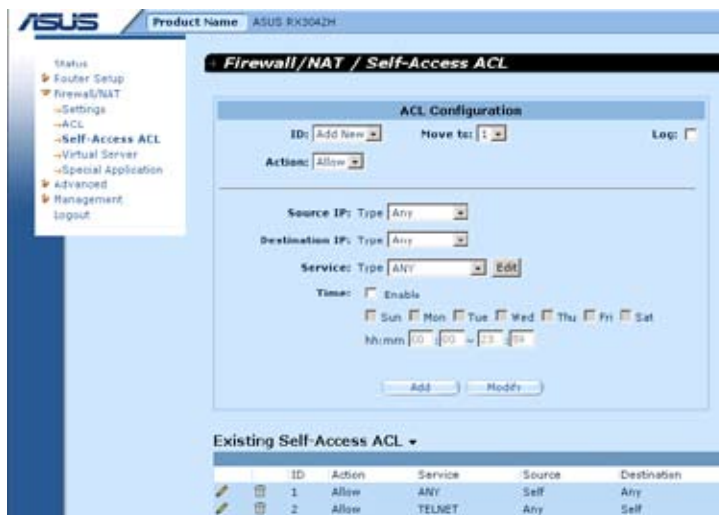 ASUS Product Name ASUS RX3042H
Status
Router Setup
Firewall/NAT
Settings
ACL
Self-Access ACL
Virtual Server
Special Application
Advanced
Management
Logout
Firewall/NAT / Self-Access ACL
ACL Configuration
ID: Add New Move to: 1 Log:
Action: Allow
Source IP: Type Any
Destination IP: Type Any
Service: Type ANY Edit
Time: Enable
Sun Mon Tue Wed Thu Fri Sat
hh:mm 00 :00 ~ 23 :59
Add Modify
Existing Self-Access ACL
ID Action Service Source Destination
1 Allow ANY Self Any
2 Allow TELNET Any Self